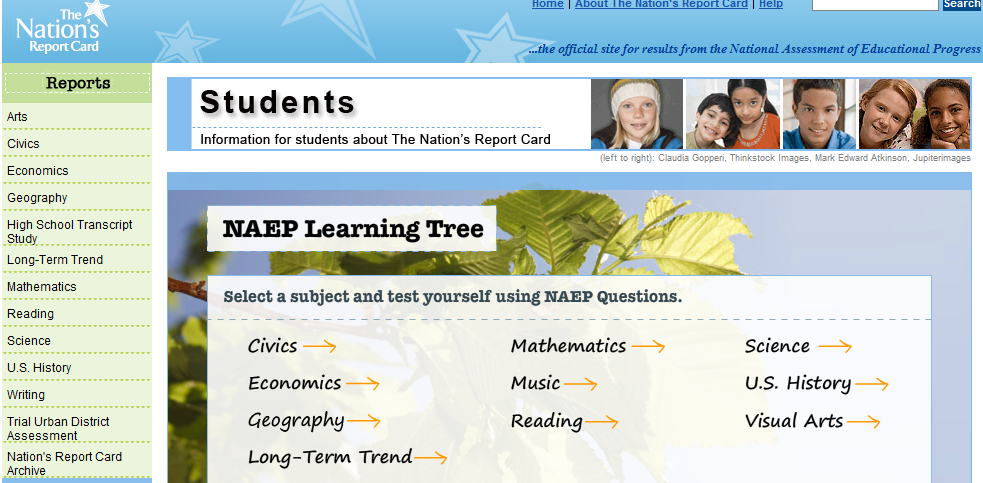 The
Nation's
Report Card
Home | About The Nation's Report Card | Help
Search
...the official site for results from the National Assessment of Educational Progress
Reports
Arts
Civics
Economics
Geography
High School Transcript
Study
Long-Term Trend
Mathematics
Reading
Science
U.S. History
Writing
Trial Urban District
Assessment
Nation's Report Card
Archive
Students
Information for students about The Nation's Report Card
(left to right): Claudia Gopperi, Thinkstock Images, Mark Edward Atkinson, Jupiterimages
NAEP Learning Tree
Select a subject and test yourself using NAEP Questions.
Civics
Economics
Geography
Long-Term Trend
Mathematics
Music
Reading
Science
U.S. History
Visual Arts